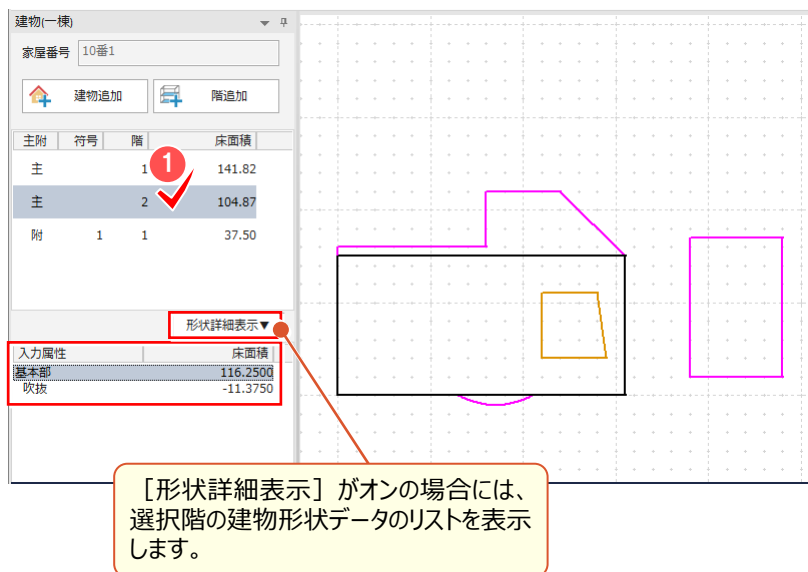 建物(一棟)
家屋番号 10番1
建物追加 階追加
主附 符号 階 床面積
主 1 141.82
1
主 2 104.87
附 1 1 37.50
形状詳細表示▼
入力属性 床面積
基本部 116.2500
吹抜 -11.3750
［形状詳細表示］がオンの場合には、
選択階の建物形状データのリストを表示
します。